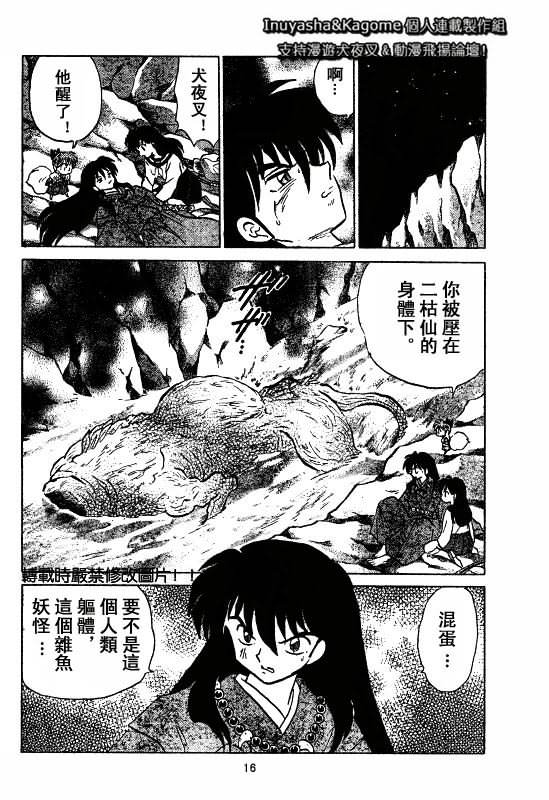 Inuyasha&Kagome 個人連載製作組
支持漫遊犬夜叉 & 動漫飛揚論壇!
啊…
犬夜叉!
他
醒了!
你被壓在
二枯仙的
身體下。
轉載時嚴禁修改圖片!!
混蛋…
要不是這
個人類
軀體,
這個雜魚
妖怪…
16